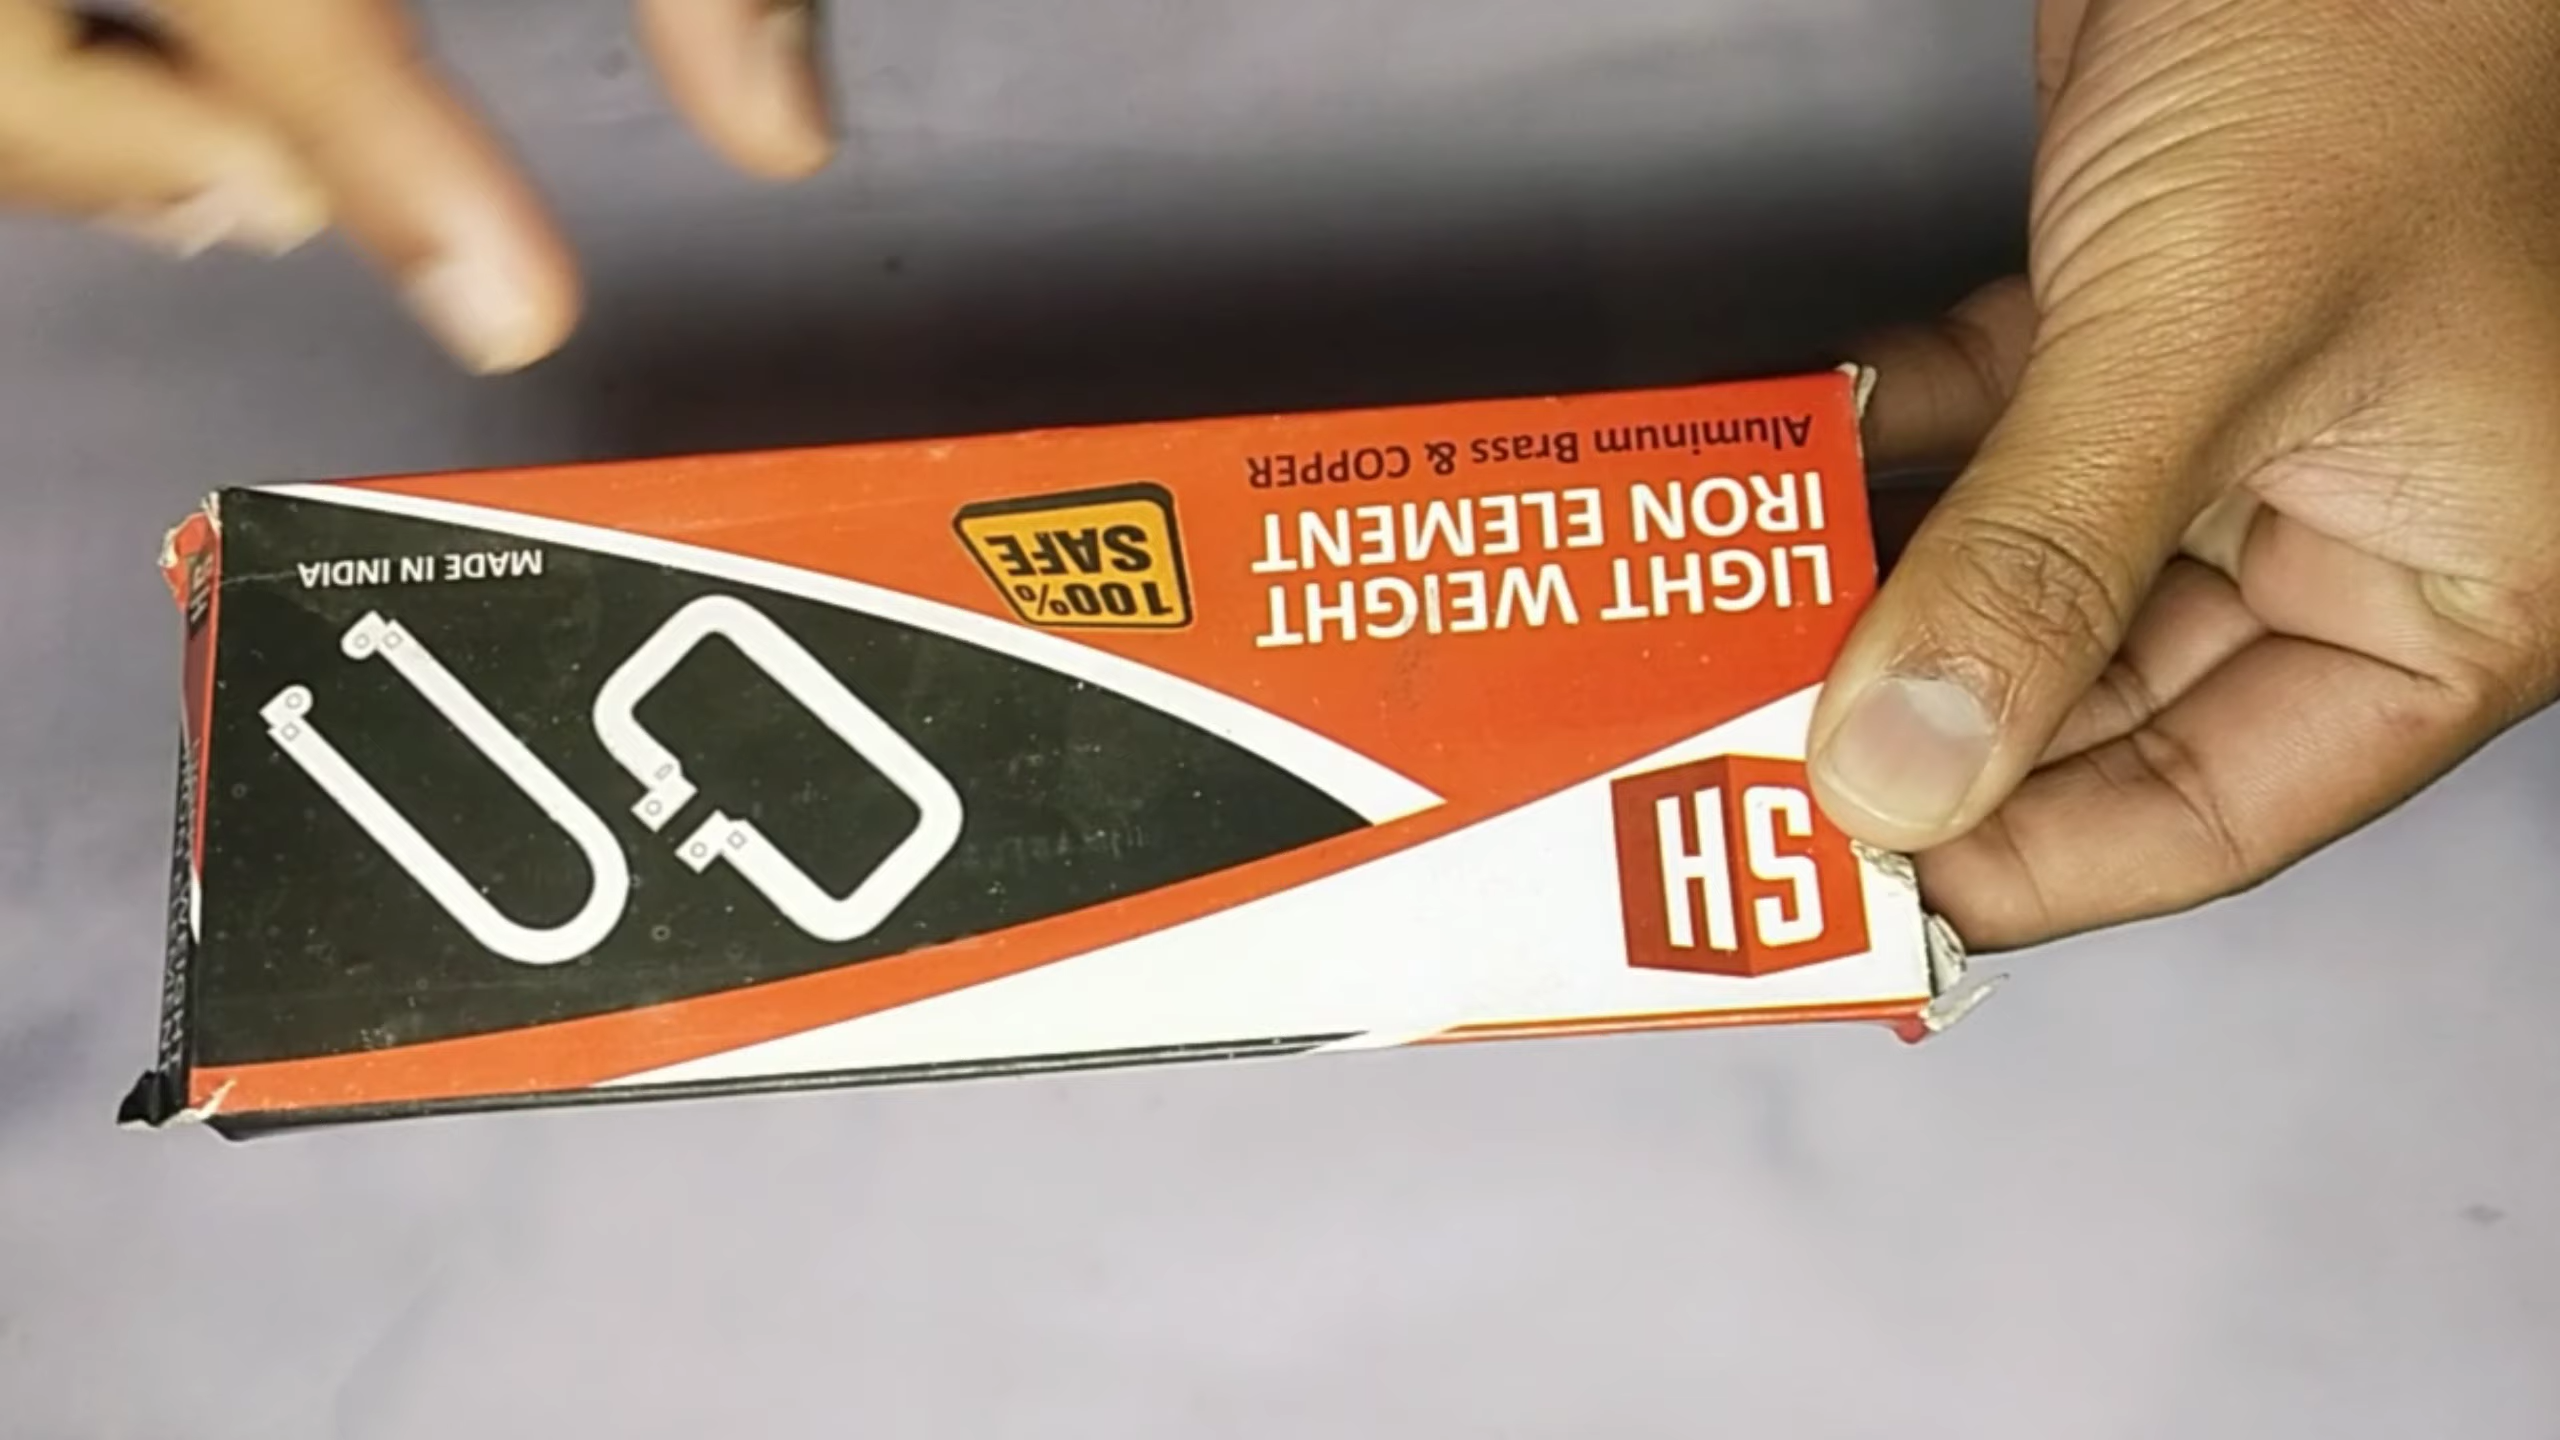 SH
LIGHT WEIGHT
IRON ELEMENT
Aluminum Brass & COPPER
100%
SAFE
MADE IN INDIA